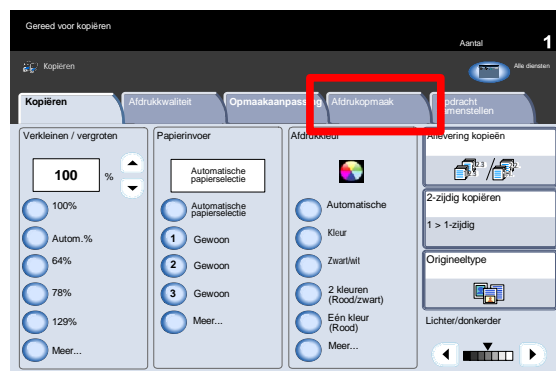 Gereed voor kopiëren
Aantal
1
Kopiëren
Alle diensten
Kopiëren
Afdrukkwaliteit
Opmaakaanpassing
Afdrukopmaak
Verkleinen / vergroten
100
%
100%
Autom.%
64%
78%
129%
Meer...
Papierinvoer
Automatische
papierselectie
Automatische
papierselectie
1 Gewoon
2 Gewoon
3 Gewoon
Meer...
Afdrukkleur
Automatische
Kleur
Zwart/wit
2 kleuren
(Rood/zwart)
Eén kleur
(Rood)
Meer...
Aflevering kopieën
2-zijdig kopiëren
1 > 1-zijdig
Origineeltype
Lichter/donkerder